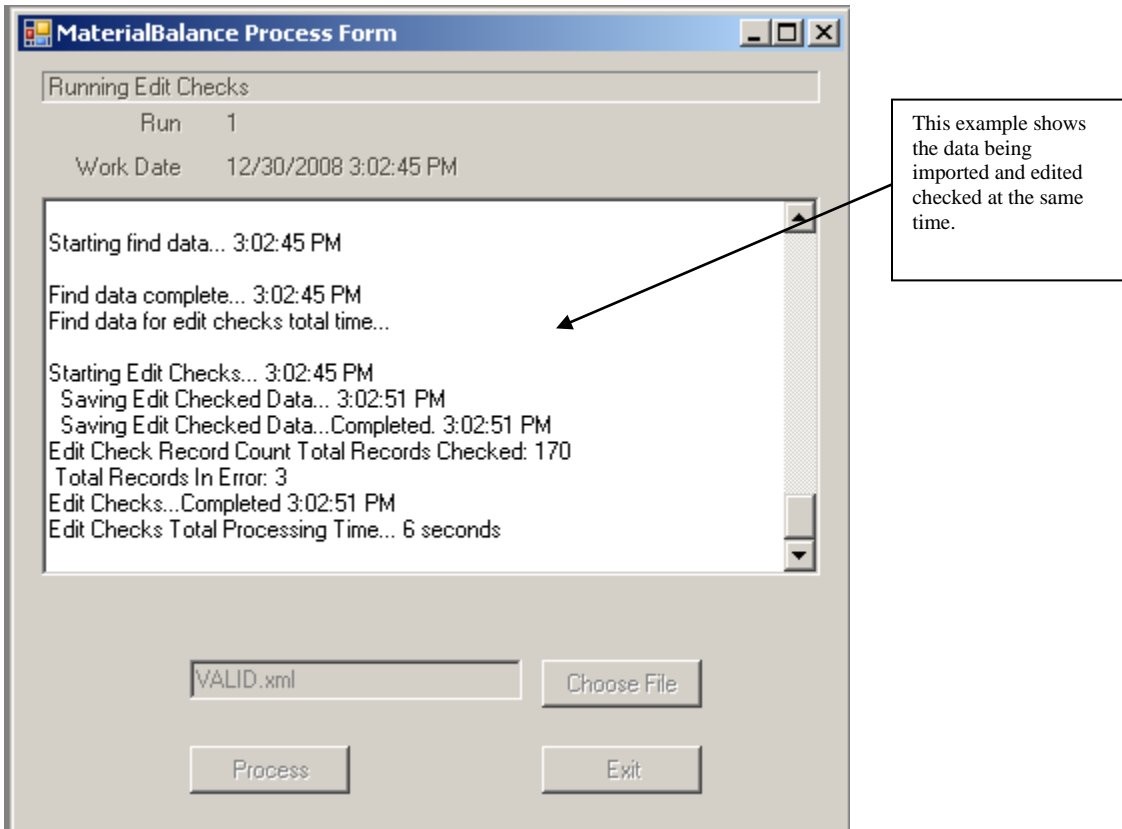 MaterialBalance Process Form
Running Edit Checks
Run 1
Work Date 12/30/2008 3:02:45 PM
Starting find data... 3:02:45 PM
Find data complete... 3:02:45 PM
Find data for edit checks total time...
Starting Edit Checks... 3:02:45 PM
Saving Edit Checked Data... 3:02:51 PM
Saving Edit Checked Data...Completed. 3:02:51 PM
Edit Check Record Count Total Records Checked: 170
Total Records In Error: 3
Edit Checks...Completed 3:02:51 PM
Edit Checks Total Processing Time... 6 seconds
VALID.xml
Choose File
Process
Exit
This example shows
the data being
imported and edited
checked at the same
time.